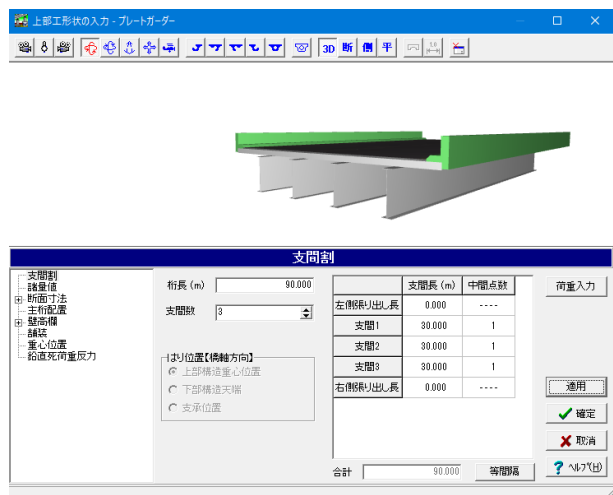 上部工形状の入力 - プレートガーダー
3D 断 側 平 1.0
支間割
支間割
諸量値
断面寸法
主桁配置
壁高欄
舗装
重心位置
鉛直死荷重反力
桁長 (m) 90.000
支間数 3
はり位置【橋軸方向】
上部構造重心位置
下部構造天端
支承位置
支間長 (m) 中間点数
左側張り出し長 0.000 ----
支間1 30.000 1
支間2 30.000 1
支間3 30.000 1
右側張り出し長 0.000 ----
合計 90.000 等間隔
荷重入力
適用
確定
取消
ヘルプ(H)